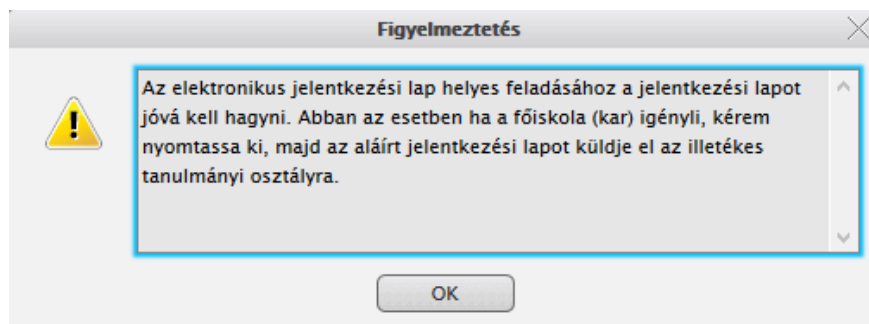 Figyelmeztetés
Az elektronikus jelentkezési lap helyes feladásához a jelentkezési lapot
jóvá kell hagyni. Abban az esetben ha a főiskola (kar) igényli, kérem
nyomtassa ki, majd az aláírt jelentkezési lapot küldje el az illetékes
tanulmányi osztályra.
OK